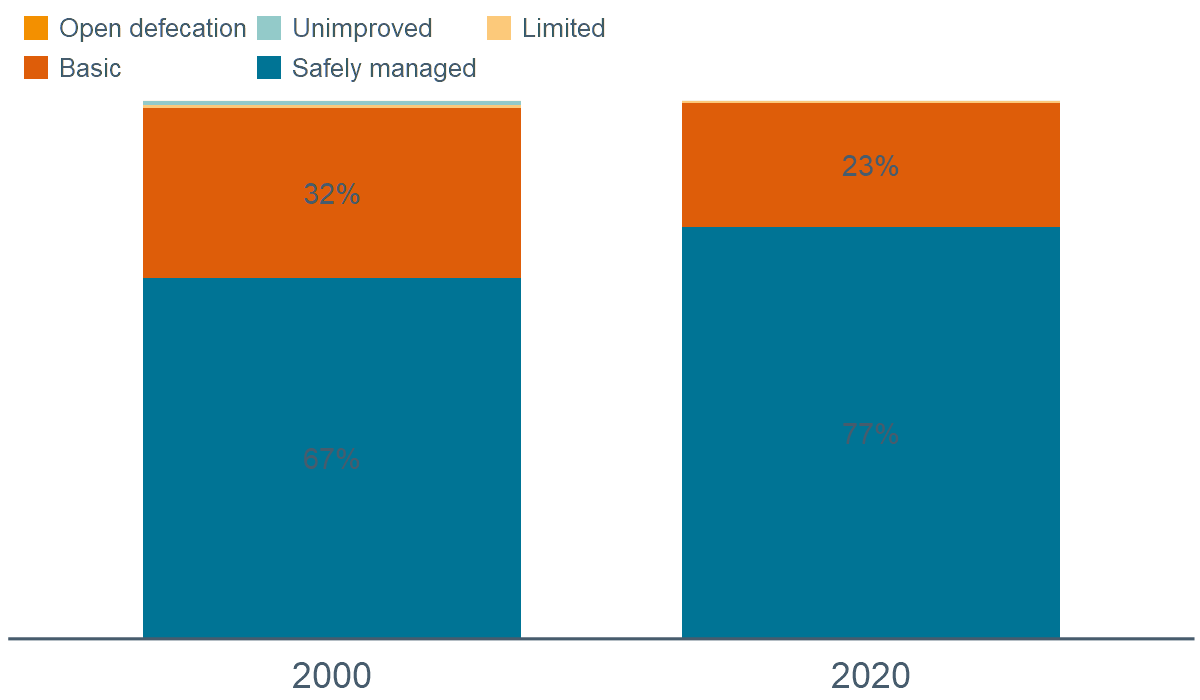 Open defecation Unimproved Limited
Basic Safely managed
32% 23%
67% 77%
2000 2020